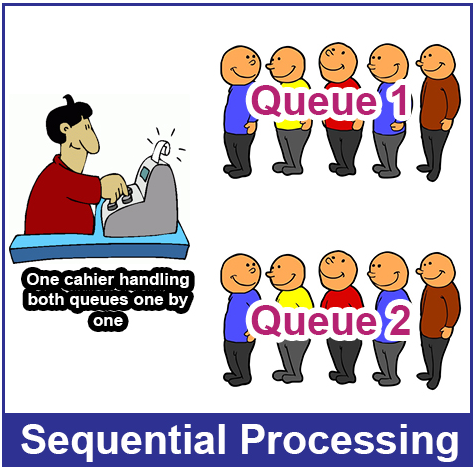 Queue 1
One cahier handling
both queues one by
one
Queue 2
Sequential Processing